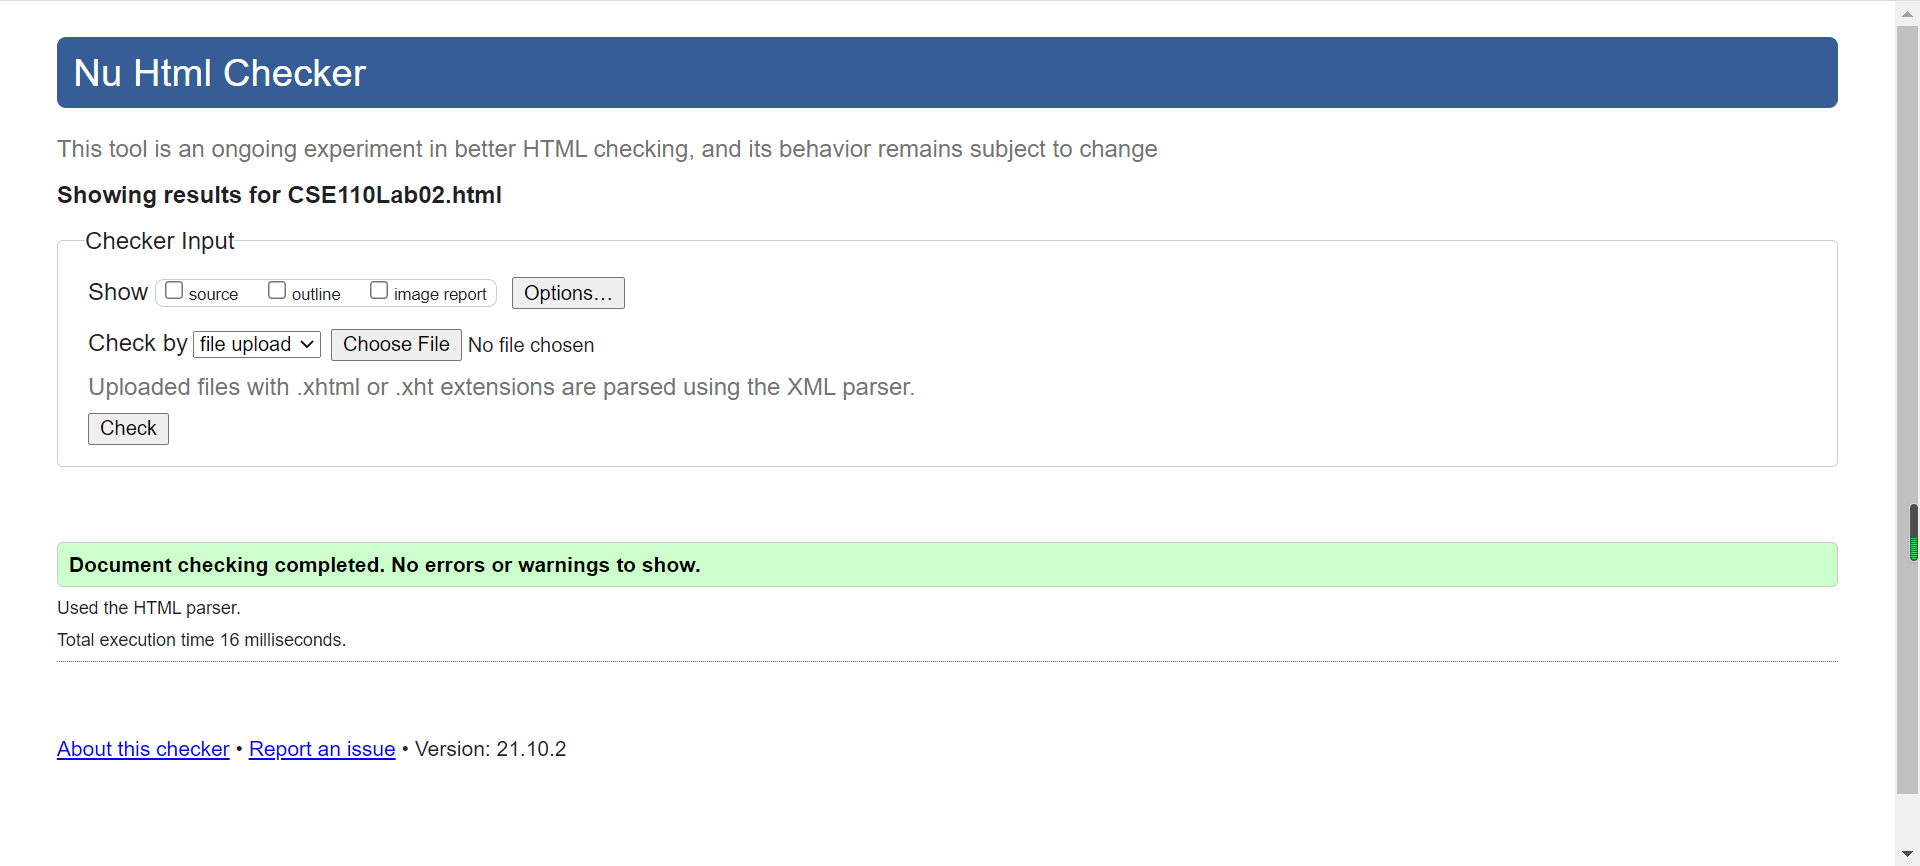 Nu Html Checker
This tool is an ongoing experiment in better HTML checking, and its behavior remains subject to change
Showing results for CSE110Lab02.html
Checker Input
Show source outline image report Options...
Check by file upload Choose File No file chosen
Uploaded files with .xhtml or .xht extensions are parsed using the XML parser.
Check
Document checking completed. No errors or warnings to show.
Used the HTML parser.
Total execution time 16 milliseconds.
About this checker • Report an issue • Version: 21.10.2